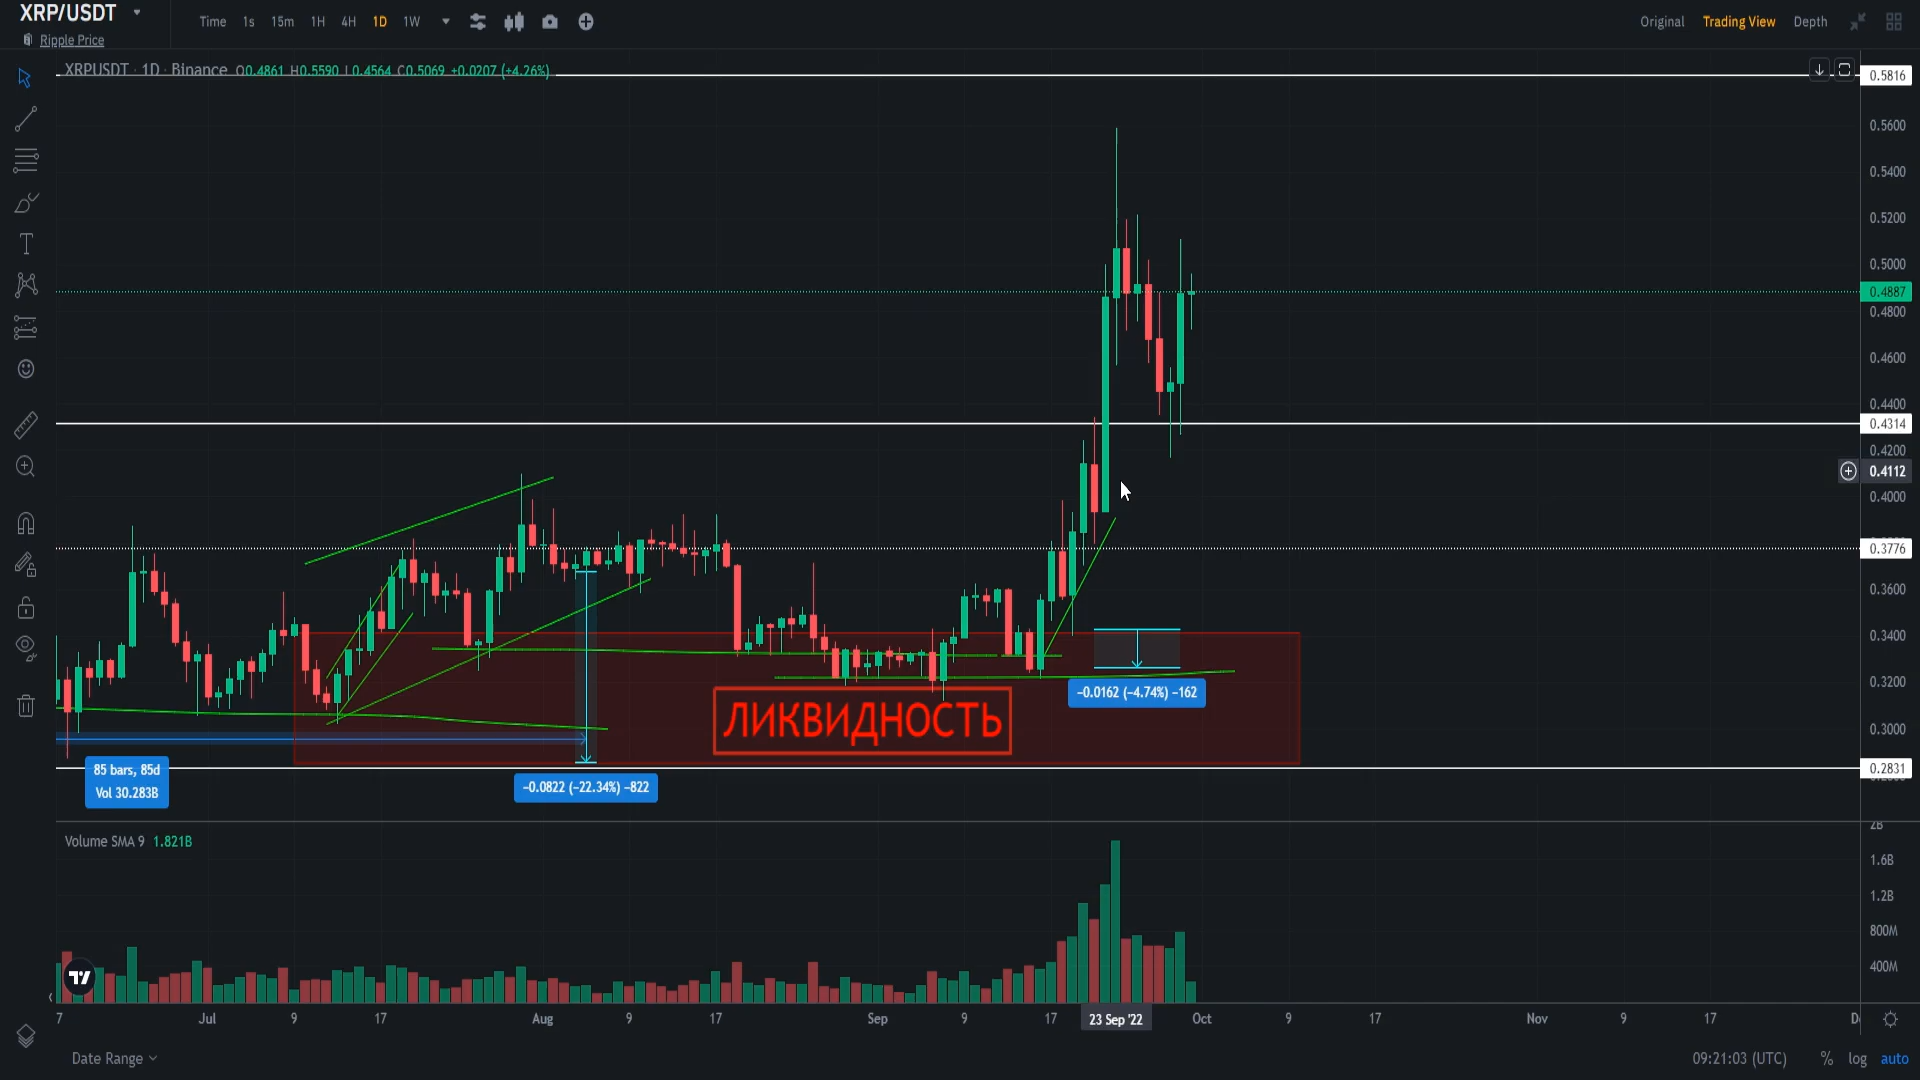 XRP/USDT
Ripple Price
Time 1s 15m 1H 4H 1D 1W
Original Trading View Depth
XRPUSDT · 1D · Binance O0.4861 H0.5590 L0.4564 C0.5069 +0.0207 (+4.26%)
0.5816
0.5600
0.5400
0.5200
0.5000
0.4887
0.4800
0.4600
0.4400
0.4314
0.4200
0.4112
0.4000
0.3776
0.3600
0.3400
0.3200
0.3000
0.2831
−0.0162 (−4.74%) −162
ЛИКВИДНОСТЬ
85 bars, 85d
Vol 30.283B
−0.0822 (−22.34%) −822
Volume SMA 9 1.821B
2B
1.6B
1.2B
800M
400M
7 Jul 9 17 Aug 9 17 Sep 9 17 23 Sep '22 Oct 9 17 Nov 9 17
Date Range
09:21:03 (UTC) % log auto